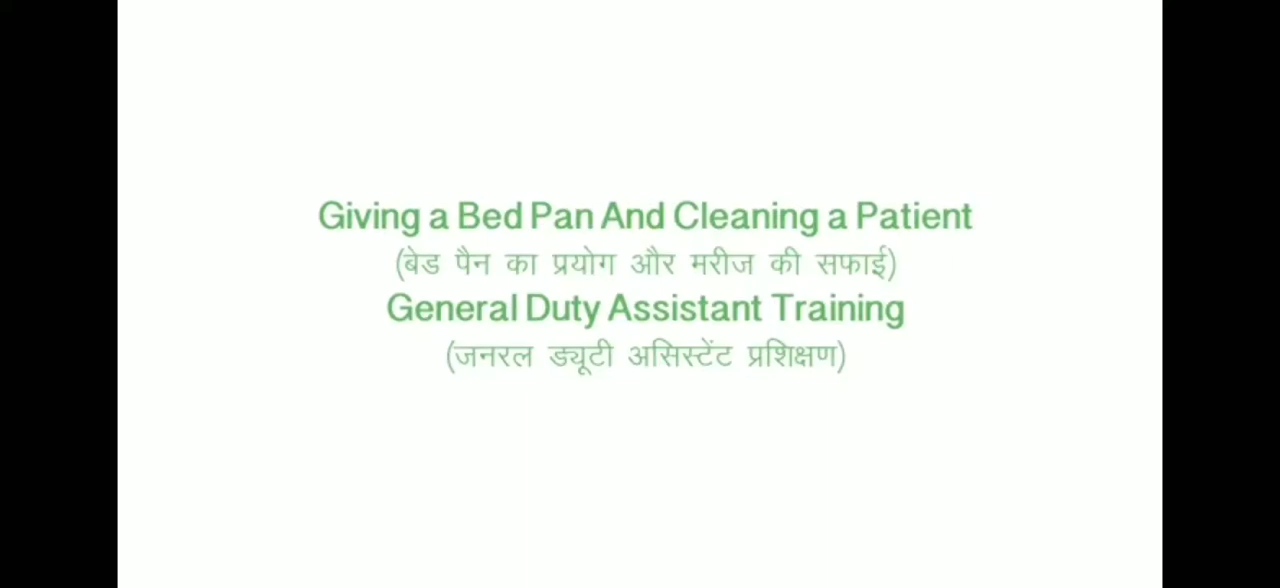 Giving a Bed Pan And Cleaning a Patient
(बेड पैन का प्रयोग और मरीज की सफाई)
General Duty Assistant Training
(जनरल ड्यूटी असिस्टेंट प्रशिक्षण)